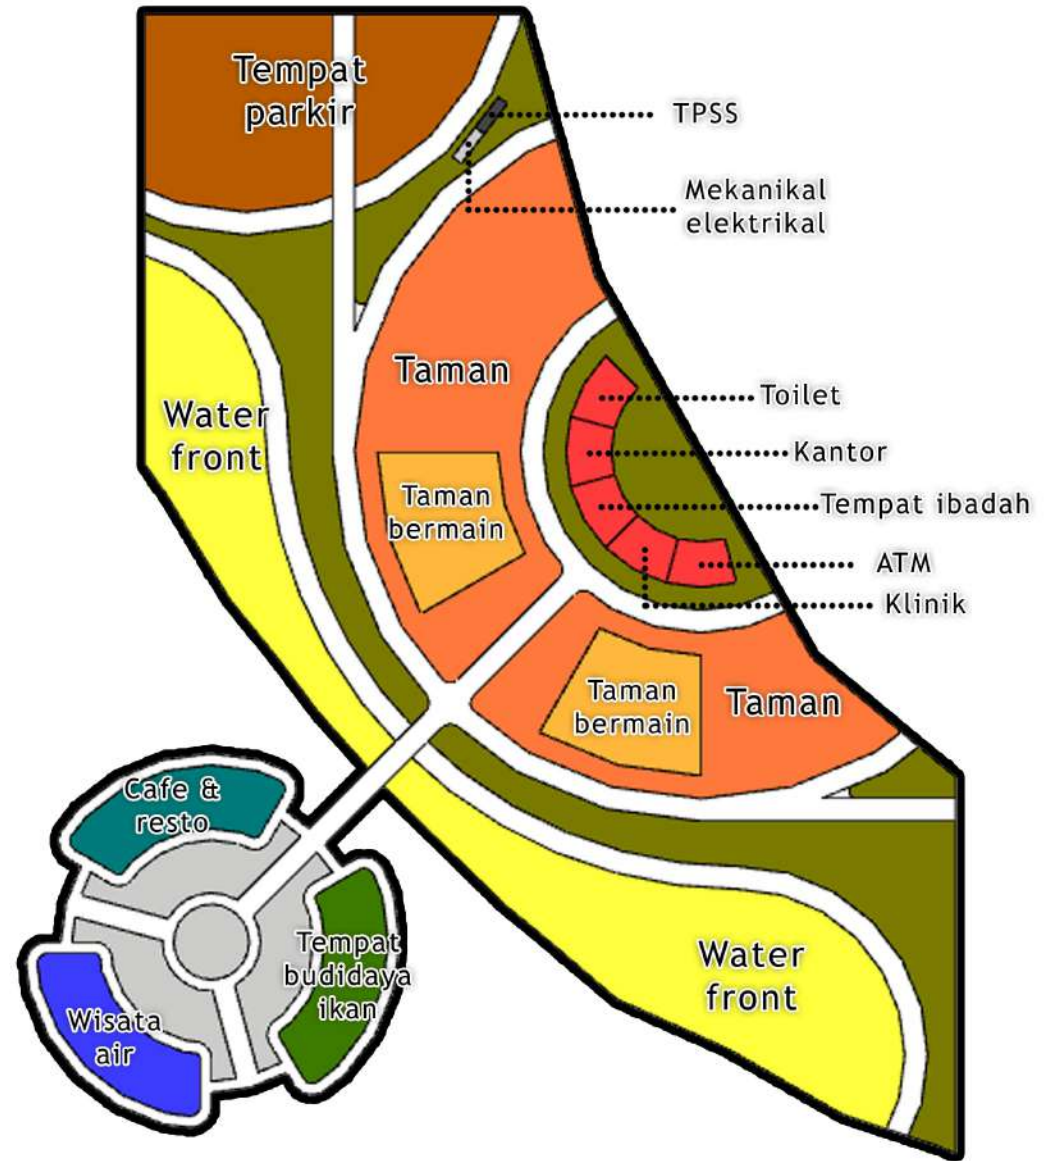 Tempat
parkir
TPSS
Mekanikal
elektrikal
Taman
Water
front
Toilet
Kantor
Tempat ibadah
ATM
Klinik
Taman
bermain
Taman
bermain
Taman
Cafe &
resto
Tempat
budidaya
ikan
Wisata
air
Water
front